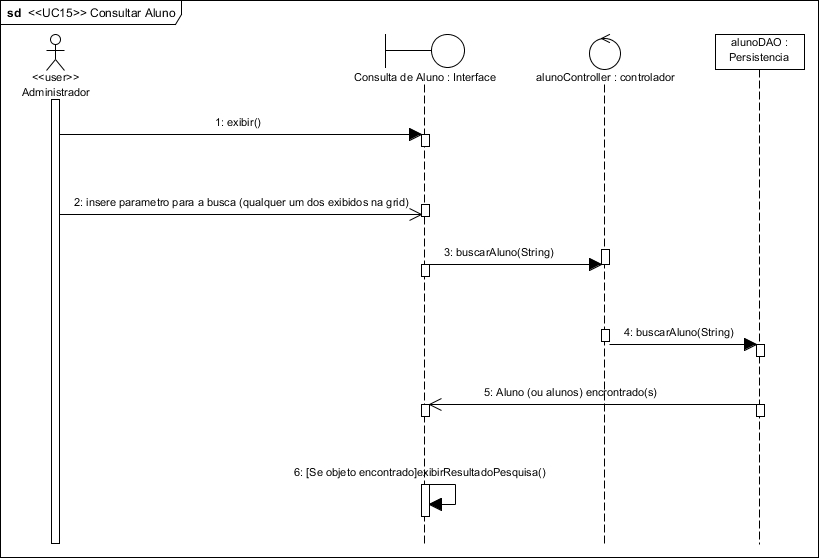 sd <<UC15>> Consultar Aluno
<<user>>
Administrador
Consulta de Aluno : Interface
alunoController : controlador
alunoDAO :
Persistencia
1: exibir()
2: insere parametro para a busca (qualquer um dos exibidos na grid)
3: buscarAluno(String)
4: buscarAluno(String)
5: Aluno (ou alunos) encrontrado(s)
6: [Se objeto encontrado]exibirResultadoPesquisa()